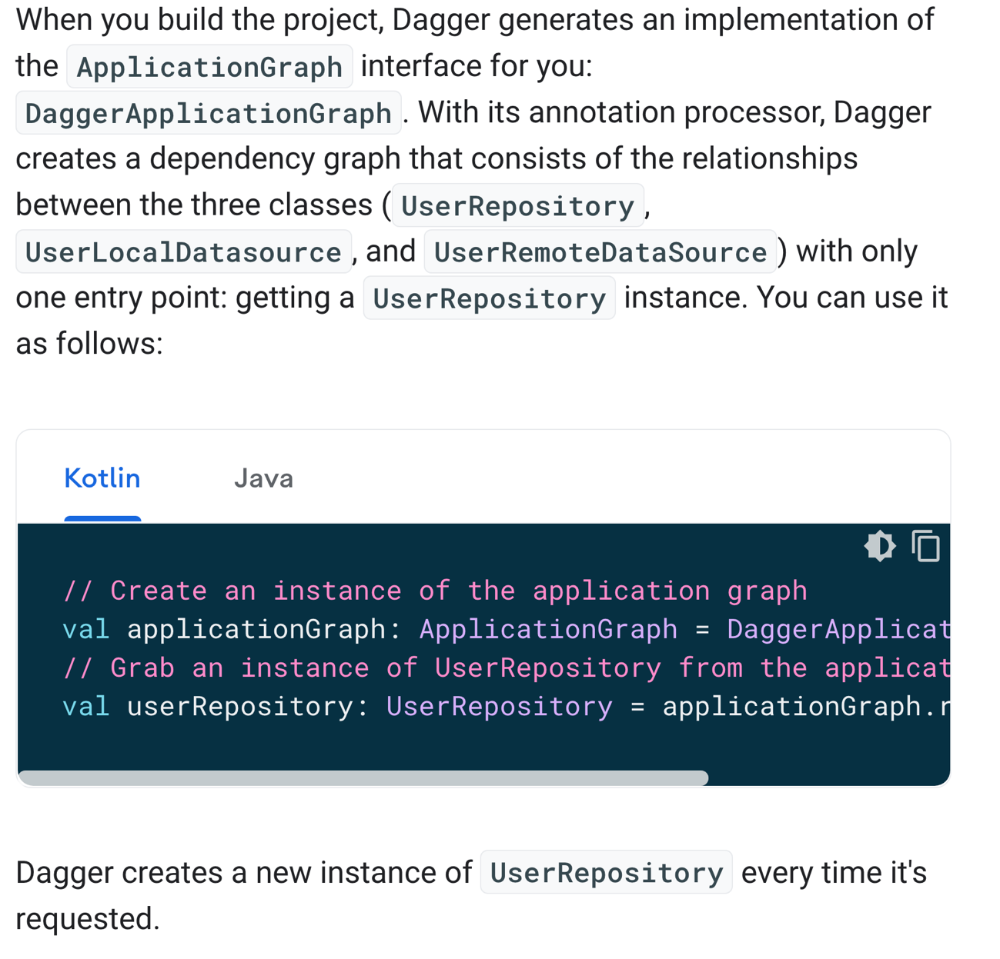 When you build the project, Dagger generates an implementation of
the ApplicationGraph interface for you:
DaggerApplicationGraph. With its annotation processor, Dagger
creates a dependency graph that consists of the relationships
between the three classes (UserRepository,
UserLocalDatasource, and UserRemoteDataSource) with only
one entry point: getting a UserRepository instance. You can use it
as follows:
Kotlin Java
// Create an instance of the application graph
val applicationGraph: ApplicationGraph = DaggerApplicat
// Grab an instance of UserRepository from the applicat
val userRepository: UserRepository = applicationGraph.r
Dagger creates a new instance of UserRepository every time it's
requested.